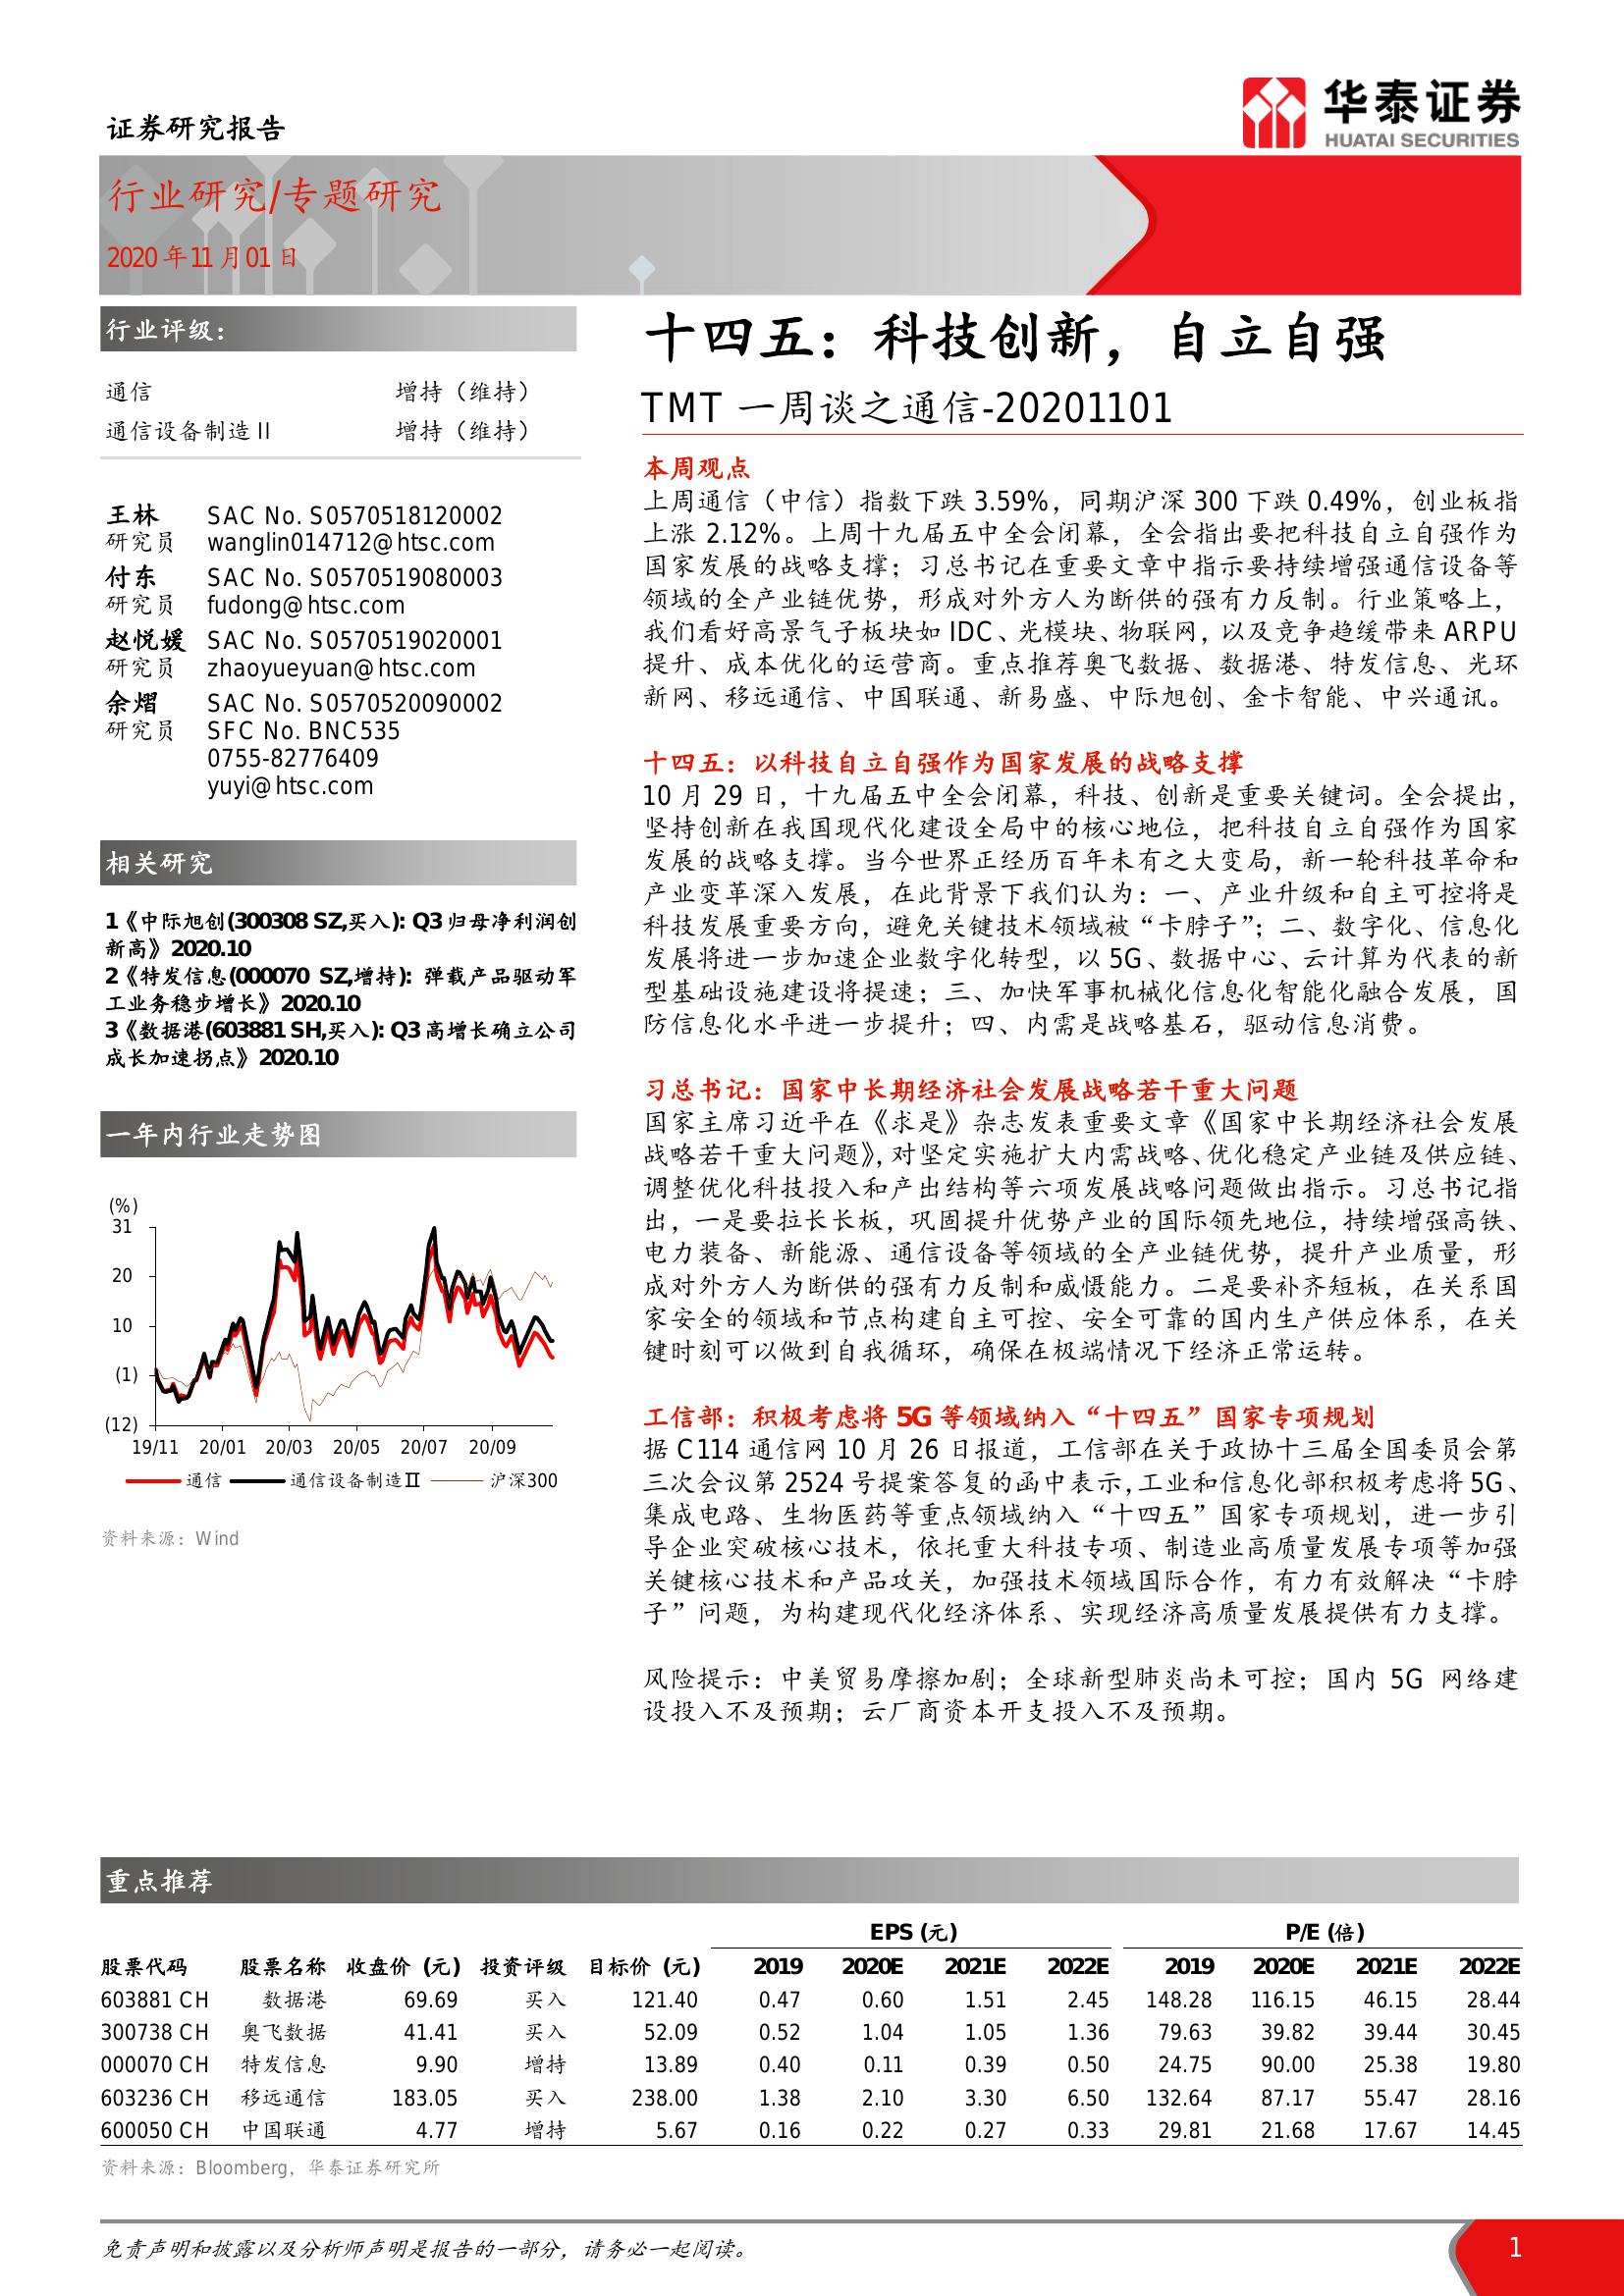 证券研究报告
华泰证券
HUATAI SECURITIES
行业研究/专题研究
2020年11月01日
行业评级：
通信 增持（维持）
通信设备制造Ⅱ 增持（维持）
王林 SAC No. S0570518120002
研究员 wanglin014712@htsc.com
付东 SAC No. S0570519080003
研究员 fudong@htsc.com
赵悦媛 SAC No. S0570519020001
研究员 zhaoyueyuan@htsc.com
余熠 SAC No. S0570520090002
研究员 SFC No. BNC535
0755-82776409
yuyi@htsc.com
相关研究
1《中际旭创(300308 SZ,买入): Q3归母净利润创
新高》2020.10
2《特发信息(000070 SZ,增持): 弹载产品驱动军
工业务稳步增长》2020.10
3《数据港(603881 SH,买入): Q3高增长确立公司
成长加速拐点》2020.10
一年内行业走势图
(%)
31
20
10
(1)
(12)
19/11 20/01 20/03 20/05 20/07 20/09
通信 通信设备制造Ⅱ 沪深300
资料来源：Wind
十四五：科技创新，自立自强
TMT 一周谈之通信-20201101
本周观点
上周通信（中信）指数下跌 3.59%，同期沪深 300 下跌 0.49%，创业板指
上涨 2.12%。上周十九届五中全会闭幕，全会指出要把科技自立自强作为
国家发展的战略支撑；习总书记在重要文章中指示要持续增强通信设备等
领域的全产业链优势，形成对外方人为断供的强有力反制。行业策略上，
我们看好高景气子板块如 IDC、光模块、物联网，以及竞争趋缓带来 ARPU
提升、成本优化的运营商。重点推荐奥飞数据、数据港、特发信息、光环
新网、移远通信、中国联通、新易盛、中际旭创、金卡智能、中兴通讯。
十四五：以科技自立自强作为国家发展的战略支撑
10 月 29 日，十九届五中全会闭幕，科技、创新是重要关键词。全会提出，
坚持创新在我国现代化建设全局中的核心地位，把科技自立自强作为国家
发展的战略支撑。当今世界正经历百年未有之大变局，新一轮科技革命和
产业变革深入发展，在此背景下我们认为：一、产业升级和自主可控将是
科技发展重要方向，避免关键技术领域被“卡脖子”；二、数字化、信息化
发展将进一步加速企业数字化转型，以 5G、数据中心、云计算为代表的新
型基础设施建设将提速；三、加快军事机械化信息化智能化融合发展，国
防信息化水平进一步提升；四、内需是战略基石，驱动信息消费。
习总书记：国家中长期经济社会发展战略若干重大问题
国家主席习近平在《求是》杂志发表重要文章《国家中长期经济社会发展
战略若干重大问题》，对坚定实施扩大内需战略、优化稳定产业链及供应链、
调整优化科技投入和产出结构等六项发展战略问题做出指示。习总书记指
出，一是要拉长长板，巩固提升优势产业的国际领先地位，持续增强高铁、
电力装备、新能源、通信设备等领域的全产业链优势，提升产业质量，形
成对外方人为断供的强有力反制和威慑能力。二是要补齐短板，在关系国
家安全的领域和节点构建自主可控、安全可靠的国内生产供应体系，在关
键时刻可以做到自我循环，确保在极端情况下经济正常运转。
工信部：积极考虑将 5G 等领域纳入“十四五”国家专项规划
据 C114 通信网 10 月 26 日报道，工信部在关于政协十三届全国委员会第
三次会议第 2524 号提案答复的函中表示，工业和信息化部积极考虑将 5G、
集成电路、生物医药等重点领域纳入“十四五”国家专项规划，进一步引
导企业突破核心技术，依托重大科技专项、制造业高质量发展专项等加强
关键核心技术和产品攻关，加强技术领域国际合作，有力有效解决“卡脖
子”问题，为构建现代化经济体系、实现经济高质量发展提供有力支撑。
风险提示：中美贸易摩擦加剧；全球新型肺炎尚未可控；国内 5G 网络建
设投入不及预期；云厂商资本开支投入不及预期。
重点推荐
EPS (元) P/E (倍)
股票代码 股票名称 收盘价 (元) 投资评级 目标价 (元) 2019 2020E 2021E 2022E 2019 2020E 2021E 2022E
603881 CH 数据港 69.69 买入 121.40 0.47 0.60 1.51 2.45 148.28 116.15 46.15 28.44
300738 CH 奥飞数据 41.41 买入 52.09 0.52 1.04 1.05 1.36 79.63 39.82 39.44 30.45
000070 CH 特发信息 9.90 增持 13.89 0.40 0.11 0.39 0.50 24.75 90.00 25.38 19.80
603236 CH 移远通信 183.05 买入 238.00 1.38 2.10 3.30 6.50 132.64 87.17 55.47 28.16
600050 CH 中国联通 4.77 增持 5.67 0.16 0.22 0.27 0.33 29.81 21.68 17.67 14.45
资料来源：Bloomberg，华泰证券研究所
免责声明和披露以及分析师声明是报告的一部分，请务必一起阅读。 1